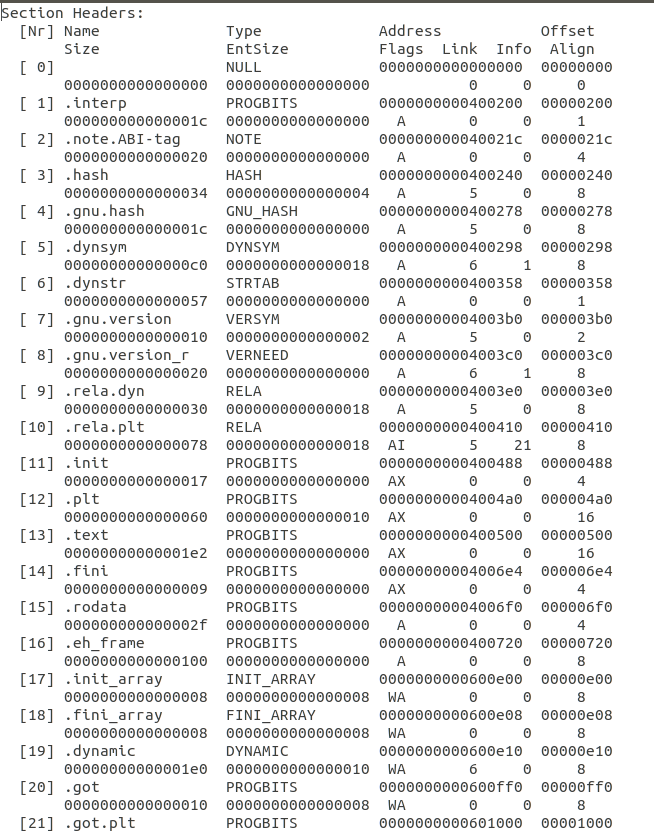 Section Headers:
  [Nr] Name              Type             Address           Offset
       Size              EntSize          Flags  Link  Info  Align
  [ 0]                   NULL             0000000000000000  00000000
       0000000000000000  0000000000000000           0     0     0
  [ 1] .interp           PROGBITS         0000000000400200  00000200
       000000000000001c  0000000000000000   A       0     0     1
  [ 2] .note.ABI-tag     NOTE             000000000040021c  0000021c
       0000000000000020  0000000000000000   A       0     0     4
  [ 3] .hash             HASH             0000000000400240  00000240
       0000000000000034  0000000000000004   A       5     0     8
  [ 4] .gnu.hash         GNU_HASH         0000000000400278  00000278
       000000000000001c  0000000000000000   A       5     0     8
  [ 5] .dynsym           DYNSYM           0000000000400298  00000298
       00000000000000c0  0000000000000018   A       6     1     8
  [ 6] .dynstr           STRTAB           0000000000400358  00000358
       0000000000000057  0000000000000000   A       0     0     1
  [ 7] .gnu.version      VERSYM           00000000004003b0  000003b0
       0000000000000010  0000000000000002   A       5     0     2
  [ 8] .gnu.version_r    VERNEED          00000000004003c0  000003c0
       0000000000000020  0000000000000000   A       6     1     8
  [ 9] .rela.dyn         RELA             00000000004003e0  000003e0
       0000000000000030  0000000000000018   A       5     0     8
  [10] .rela.plt         RELA             0000000000400410  00000410
       0000000000000078  0000000000000018  AI       5    21     8
  [11] .init             PROGBITS         0000000000400488  00000488
       0000000000000017  0000000000000000  AX       0     0     4
  [12] .plt              PROGBITS         00000000004004a0  000004a0
       0000000000000060  0000000000000010  AX       0     0     16
  [13] .text             PROGBITS         0000000000400500  00000500
       00000000000001e2  0000000000000000  AX       0     0     16
  [14] .fini             PROGBITS         00000000004006e4  000006e4
       0000000000000009  0000000000000000  AX       0     0     4
  [15] .rodata           PROGBITS         00000000004006f0  000006f0
       000000000000002f  0000000000000000   A       0     0     4
  [16] .eh_frame         PROGBITS         0000000000400720  00000720
       0000000000000100  0000000000000000   A       0     0     8
  [17] .init_array       INIT_ARRAY       0000000000600e00  00000e00
       0000000000000008  0000000000000008  WA       0     0     8
  [18] .fini_array       FINI_ARRAY       0000000000600e08  00000e08
       0000000000000008  0000000000000008  WA       0     0     8
  [19] .dynamic          DYNAMIC          0000000000600e10  00000e10
       00000000000001e0  0000000000000010  WA       6     0     8
  [20] .got              PROGBITS         0000000000600ff0  00000ff0
       0000000000000010  0000000000000008  WA       0     0     8
  [21] .got.plt          PROGBITS         0000000000601000  00001000